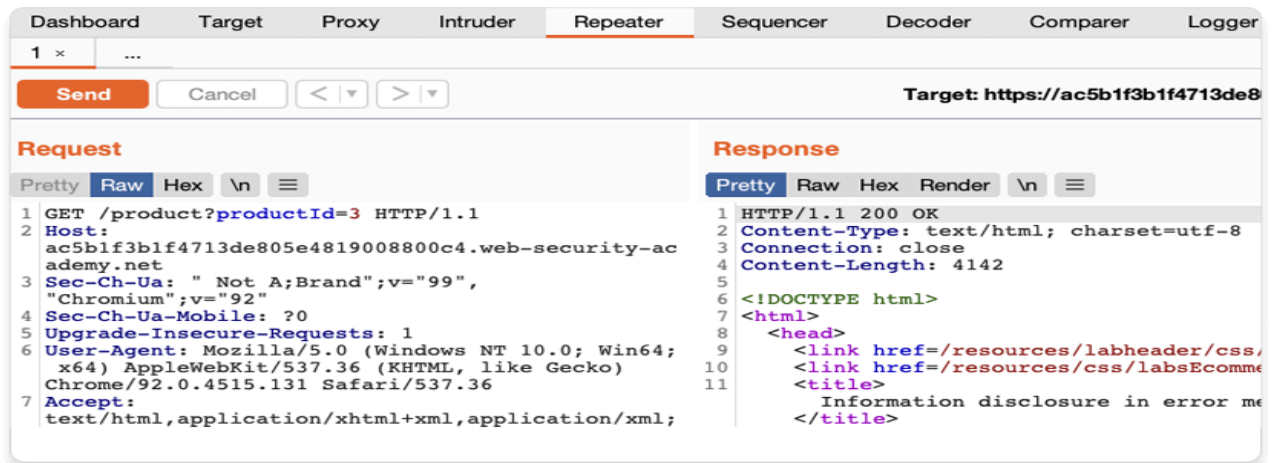 Dashboard Target Proxy Intruder Repeater Sequencer Decoder Comparer Logger
1 × ...
Send Cancel < ▼ > ▼ Target: https://ac5b1f3b1f4713de8
Request
Pretty Raw Hex \n ≡
1 GET /product?productId=3 HTTP/1.1
2 Host:
ac5b1f3b1f4713de805e4819008800c4.web-security-ac
ademy.net
3 Sec-Ch-Ua: " Not A;Brand";v="99",
"Chromium";v="92"
4 Sec-Ch-Ua-Mobile: ?0
5 Upgrade-Insecure-Requests: 1
6 User-Agent: Mozilla/5.0 (Windows NT 10.0; Win64;
x64) AppleWebKit/537.36 (KHTML, like Gecko)
Chrome/92.0.4515.131 Safari/537.36
7 Accept:
text/html,application/xhtml+xml,application/xml;
Response
Pretty Raw Hex Render \n ≡
1 HTTP/1.1 200 OK
2 Content-Type: text/html; charset=utf-8
3 Connection: close
4 Content-Length: 4142
5
6 <!DOCTYPE html>
7 <html>
8 <head>
9 <link href=/resources/labheader/css/
10 <link href=/resources/css/labsEcomme
11 <title>
Information disclosure in error me
</title>